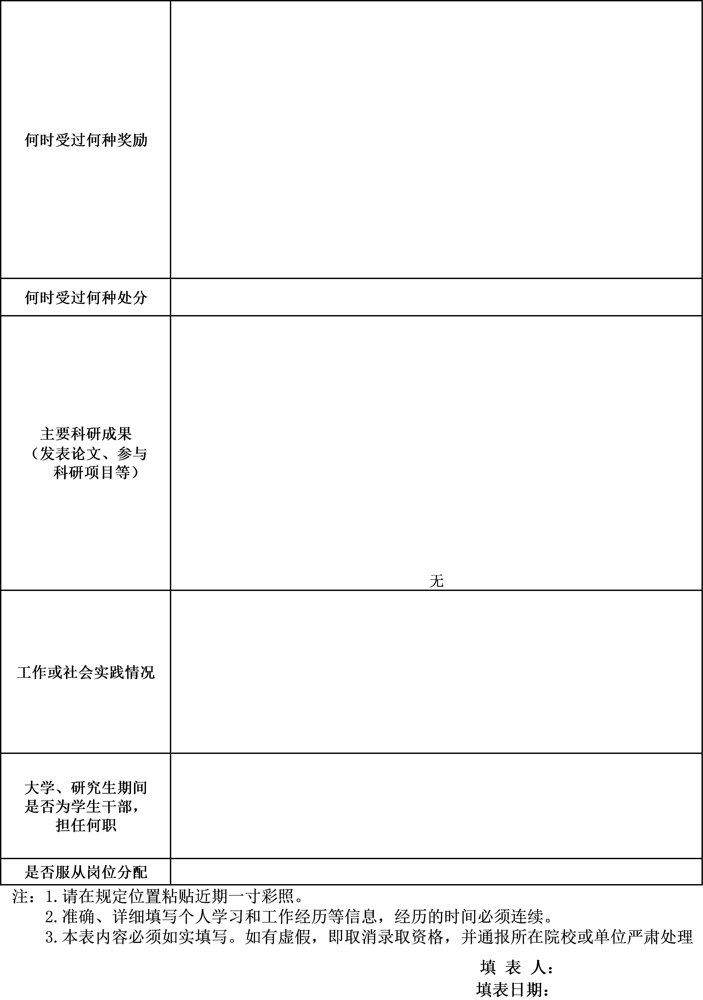 何时受过何种奖励
何时受过何种处分
主要科研成果
（发表论文、参与
科研项目等）
无
工作或社会实践情况
大学、研究生期间
是否为学生干部，
担任何职
是否服从岗位分配
注：1.请在规定位置粘贴近期一寸彩照。
2.准确、详细填写个人学习和工作经历等信息，经历的时间必须连续。
3.本表内容必须如实填写。如有虚假，即取消录取资格，并通报所在院校或单位严肃处理
填 表 人：
填表日期：